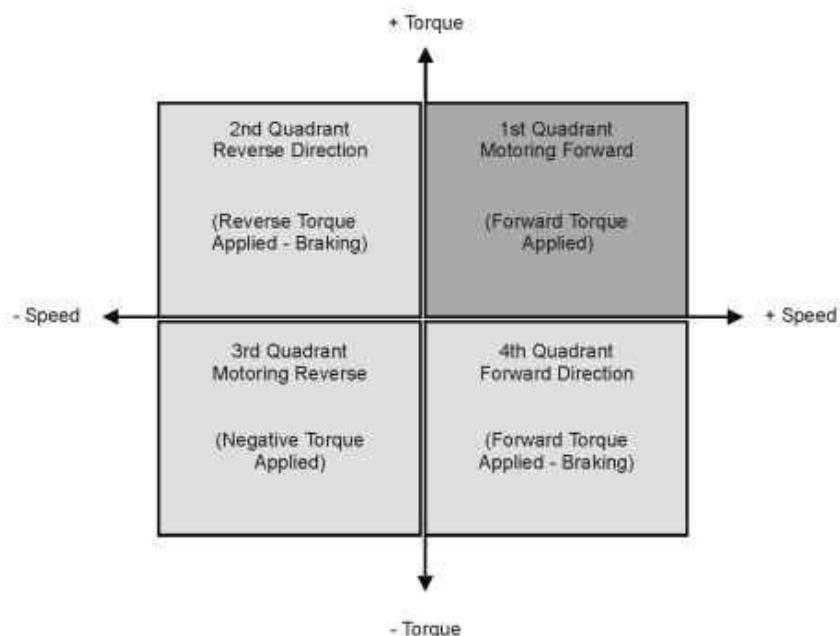 + Torque
2nd Quadrant
Reverse Direction
(Reverse Torque
Applied - Braking)
1st Quadrant
Motoring Forward
(Forward Torque
Applied)
- Speed
+ Speed
3rd Quadrant
Motoring Reverse
(Negative Torque
Applied)
4th Quadrant
Forward Direction
(Forward Torque
Applied - Braking)
- Torque